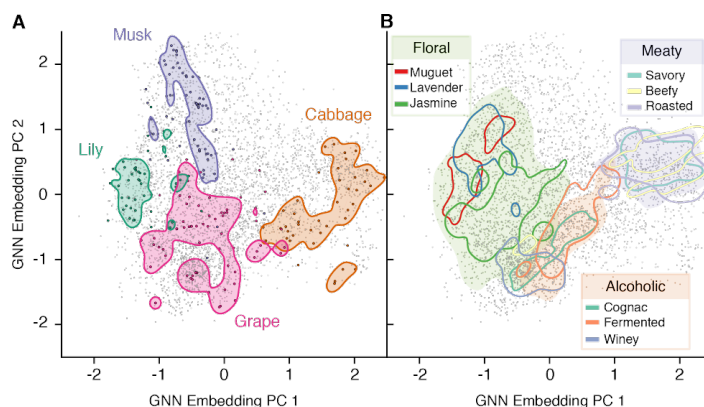 A
Musk
Lily
Cabbage
Grape
GNN Embedding PC 2
2
1
0
-1
-2
-2
-1
0
1
2
GNN Embedding PC 1
B
Floral
Muguet
Lavender
Jasmine
Meaty
Savory
Beefy
Roasted
Alcoholic
Cognac
Fermented
Winey
-2
-1
0
1
2
GNN Embedding PC 1